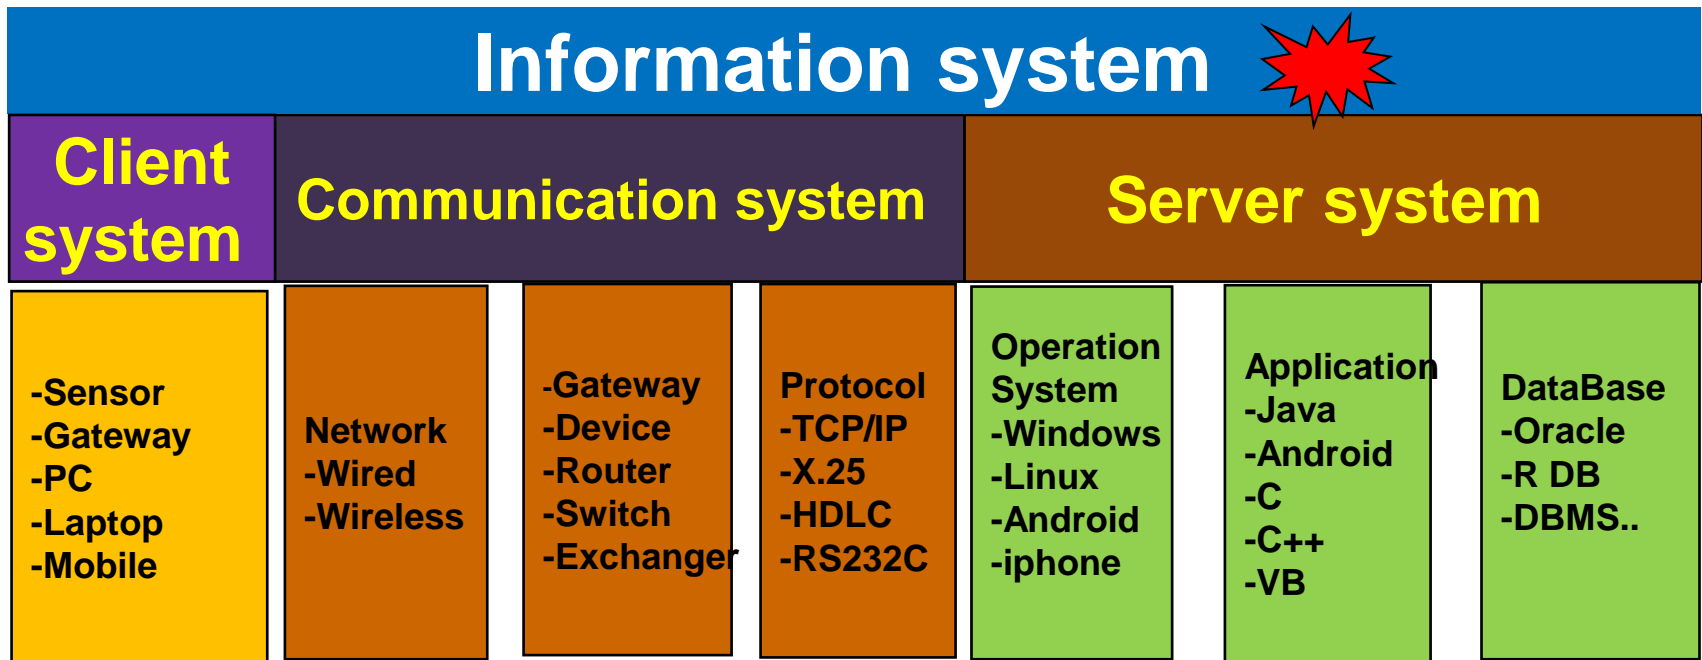 Information system
Client
system
Communication system
Server system
-Sensor
-Gateway
-PC
-Laptop
-Mobile
Network
-Wired
-Wireless
-Gateway
-Device
-Router
-Switch
-Exchanger
Protocol
-TCP/IP
-X.25
-HDLC
-RS232C
Operation
System
-Windows
-Linux
-Android
-iphone
Application
-Java
-Android
-C
-C++
-VB
DataBase
-Oracle
-R DB
-DBMS..